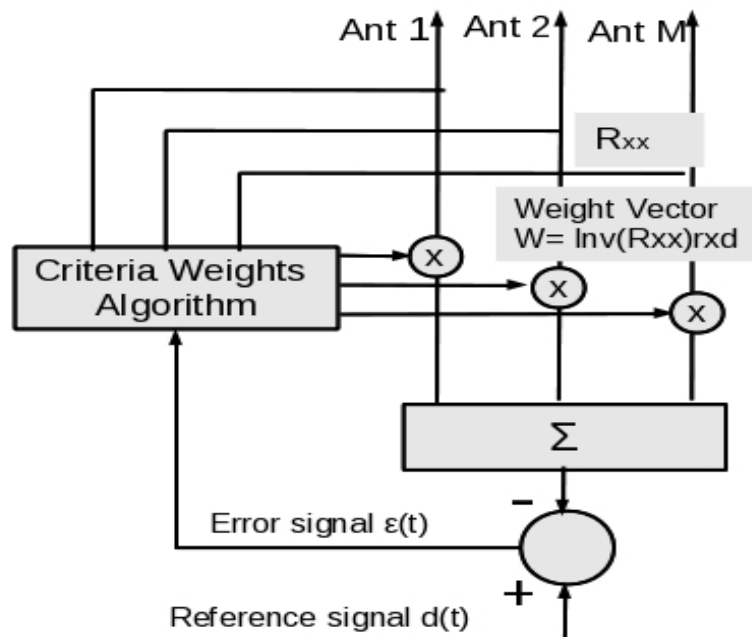 Ant 1
Ant 2
Ant M
Rxx
Weight Vector
W= Inv(Rxx)rxd
Criteria Weights
Algorithm
x
x
x
Σ
-
Error signal ε(t)
+
Reference signal d(t)